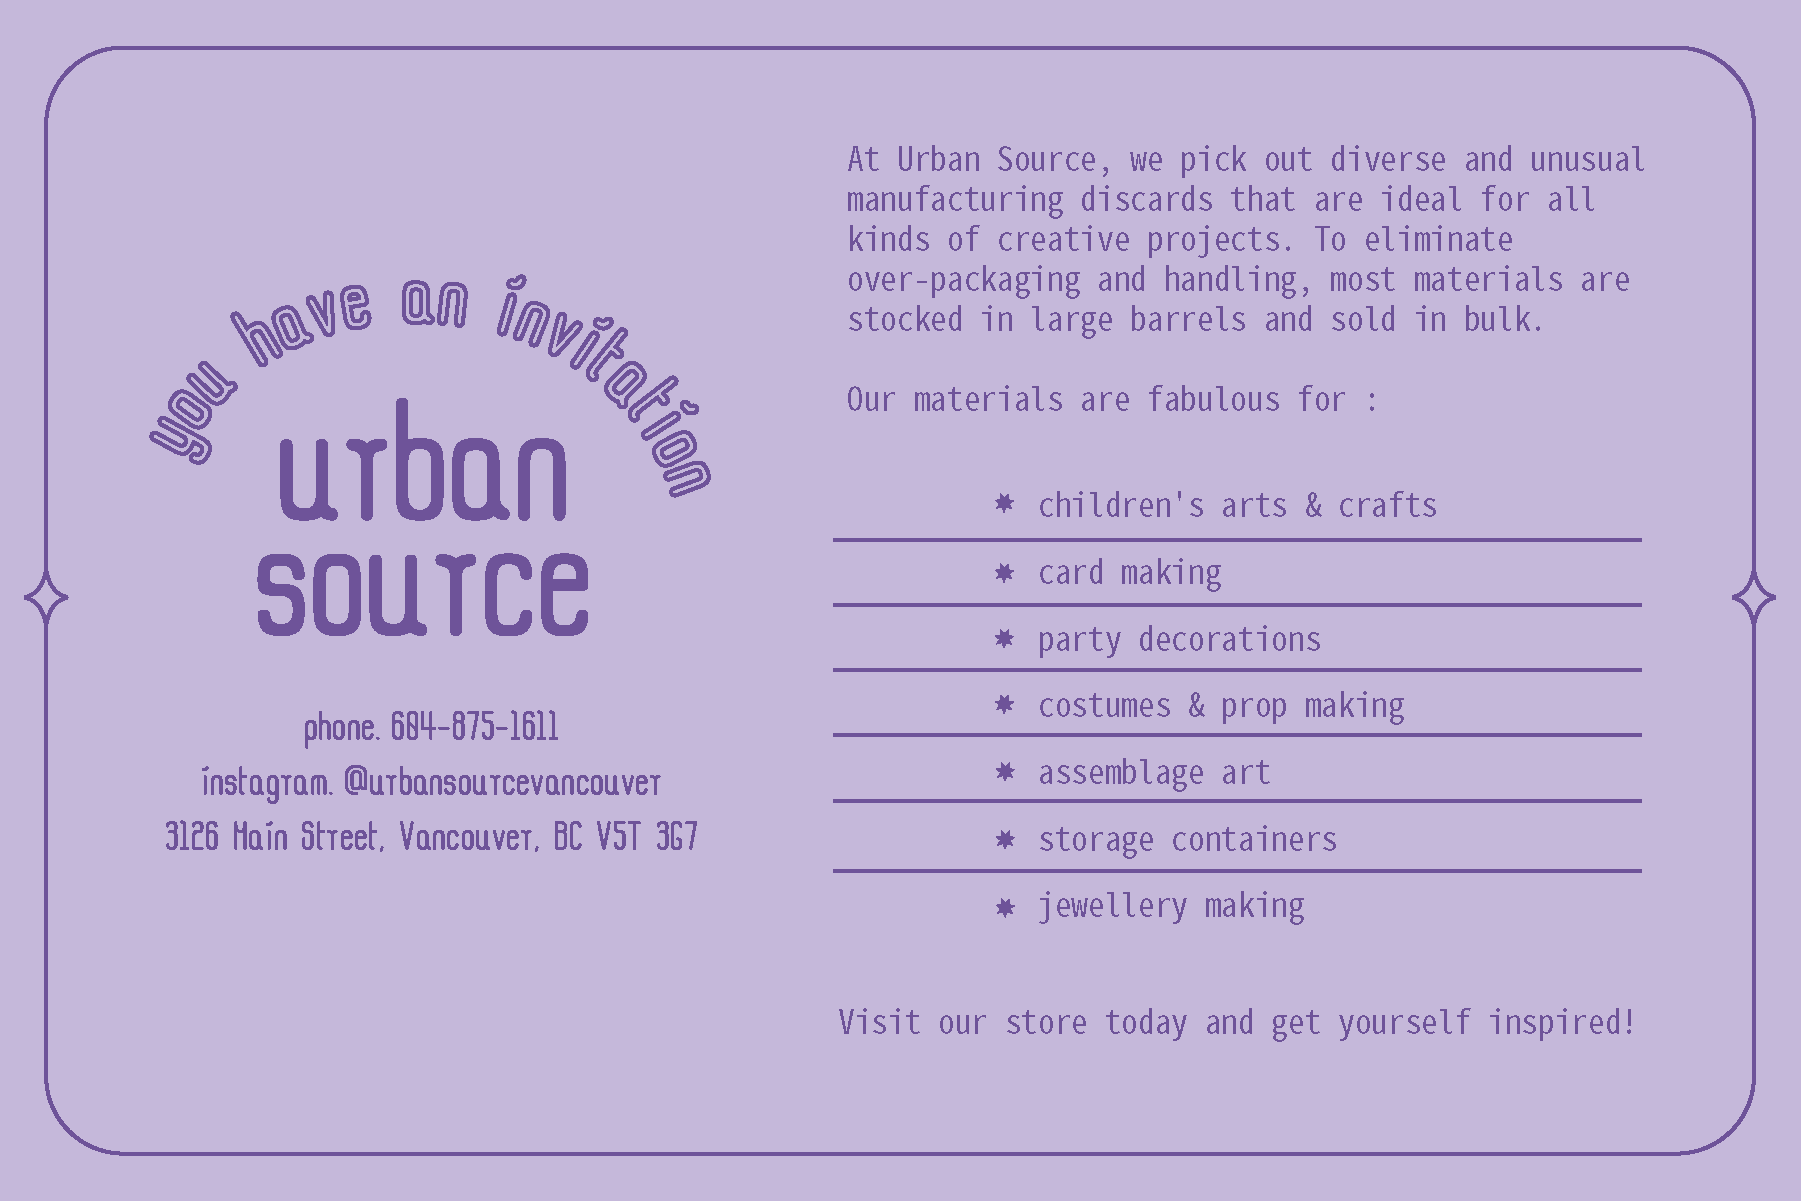 you have an invitation
urban
source
phone. 604-875-1611
instagram. @urbansourcevancouver
3126 Main Street, Vancouver, BC V5T 3G7
At Urban Source, we pick out diverse and unusual
manufacturing discards that are ideal for all
kinds of creative projects. To eliminate
over-packaging and handling, most materials are
stocked in large barrels and sold in bulk.
Our materials are fabulous for :
✷ children's arts & crafts
✷ card making
✷ party decorations
✷ costumes & prop making
✷ assemblage art
✷ storage containers
✷ jewellery making
Visit our store today and get yourself inspired!